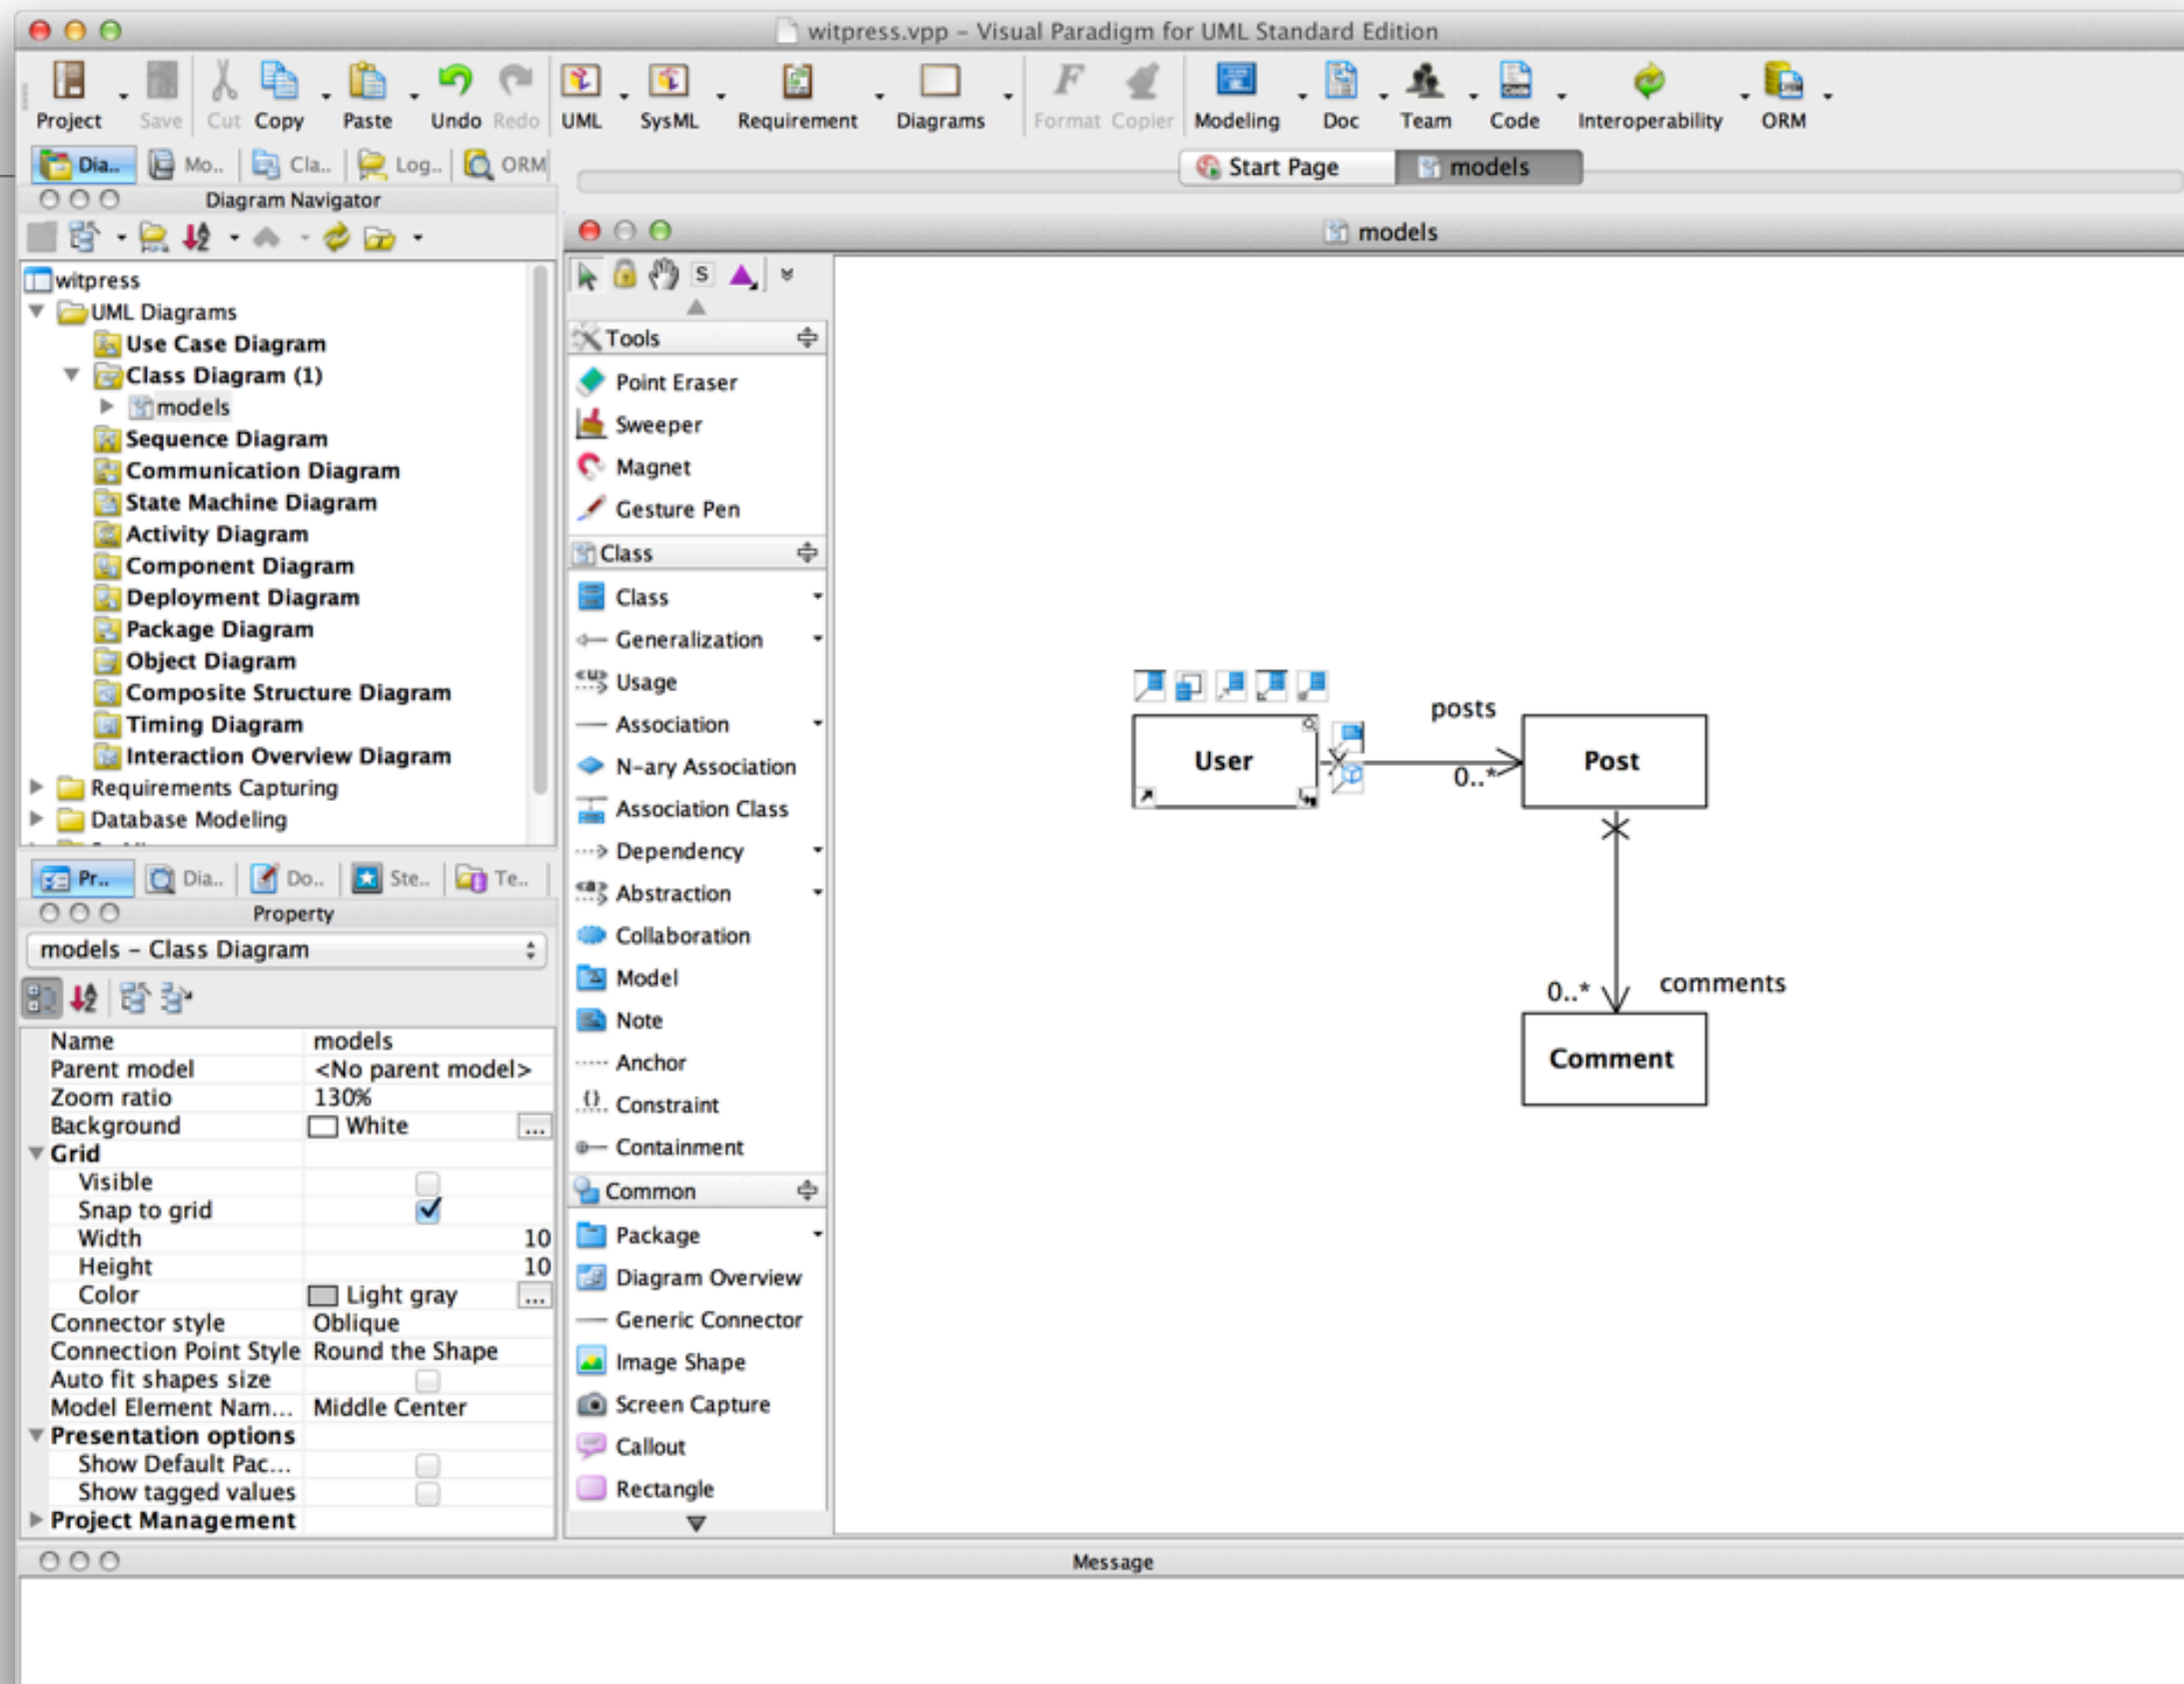 witpress.vpp – Visual Paradigm for UML Standard Edition
Project Save Cut Copy Paste Undo Redo UML SysML Requirement Diagrams Format Copier Modeling Doc Team Code Interoperability ORM
Dia.. Mo.. Cla.. Log.. ORM
Start Page models
Diagram Navigator
witpress
UML Diagrams
Use Case Diagram
Class Diagram (1)
models
Sequence Diagram
Communication Diagram
State Machine Diagram
Activity Diagram
Component Diagram
Deployment Diagram
Package Diagram
Object Diagram
Composite Structure Diagram
Timing Diagram
Interaction Overview Diagram
Requirements Capturing
Database Modeling
Pr.. Dia.. Do.. Ste.. Te..
Property
models – Class Diagram
Name models
Parent model <No parent model>
Zoom ratio 130%
Background White ...
Grid
Visible
Snap to grid
Width 10
Height 10
Color Light gray ...
Connector style Oblique
Connection Point Style Round the Shape
Auto fit shapes size
Model Element Nam... Middle Center
Presentation options
Show Default Pac...
Show tagged values
Project Management
models
S
Tools
Point Eraser
Sweeper
Magnet
Gesture Pen
Class
Class
Generalization
Usage
Association
N-ary Association
Association Class
Dependency
Abstraction
Collaboration
Model
Note
Anchor
Constraint
Containment
Common
Package
Diagram Overview
Generic Connector
Image Shape
Screen Capture
Callout
Rectangle
posts
User
Post
0..*
0..* comments
Comment
Message